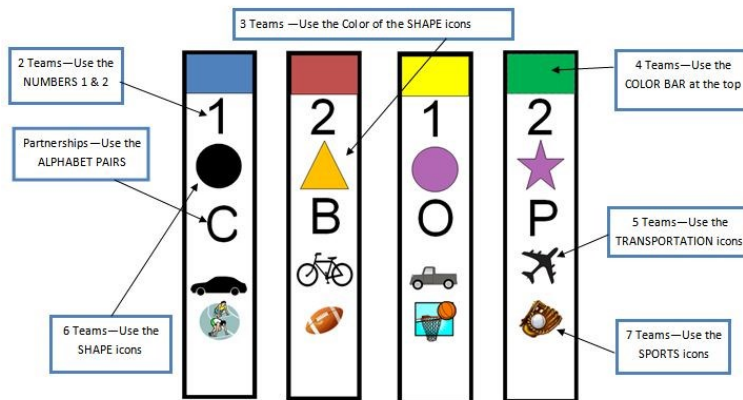 3 Teams —Use the Color of the SHAPE icons
2 Teams—Use the
NUMBERS 1 & 2
4 Teams—Use the
COLOR BAR at the top
1
2
1
2
Partnerships—Use the
ALPHABET PAIRS
C
B
O
P
5 Teams—Use the
TRANSPORTATION icons
6 Teams—Use the
SHAPE icons
7 Teams—Use the
SPORTS icons